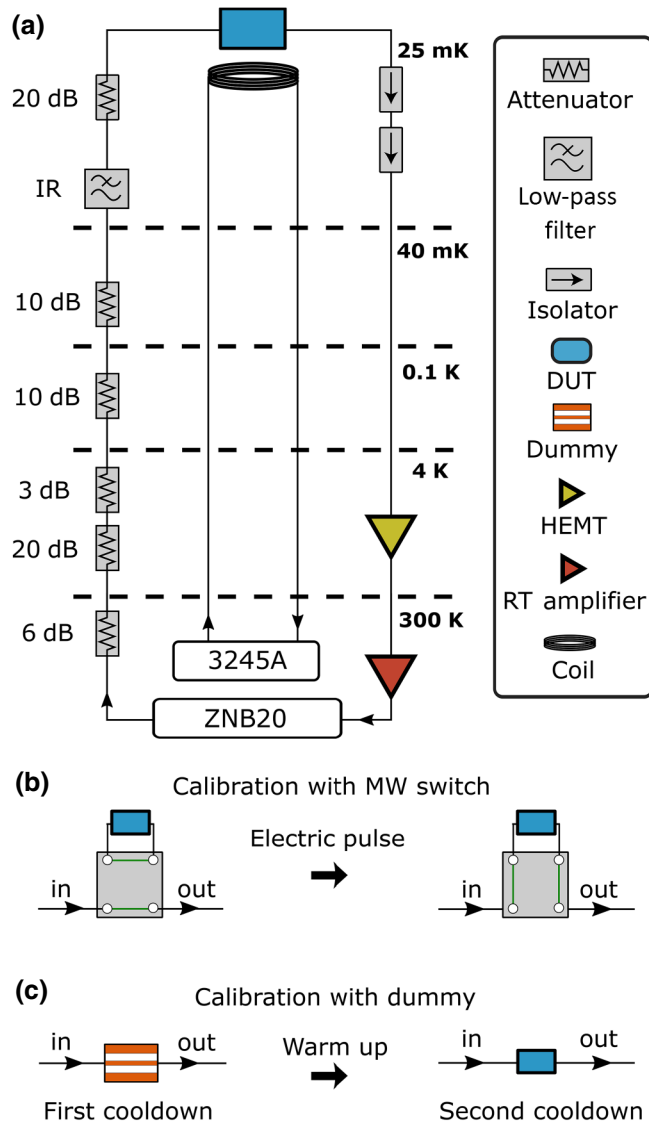 (a)
25 mK
20 dB
IR
40 mK
10 dB
0.1 K
10 dB
4 K
3 dB
20 dB
300 K
6 dB
3245A
ZNB20
Attenuator
Low-pass
filter
Isolator
DUT
Dummy
HEMT
RT amplifier
Coil
(b)
Calibration with MW switch
Electric pulse
in
out
in
out
(c)
Calibration with dummy
in
out
Warm up
in
out
First cooldown
Second cooldown